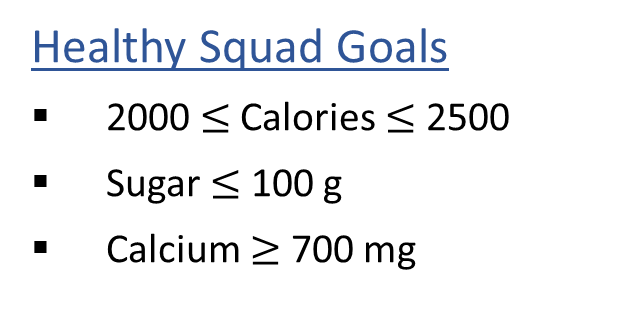 Healthy Squad Goals
▪ 2000 ≤ Calories ≤ 2500
▪ Sugar ≤ 100 g
▪ Calcium ≥ 700 mg